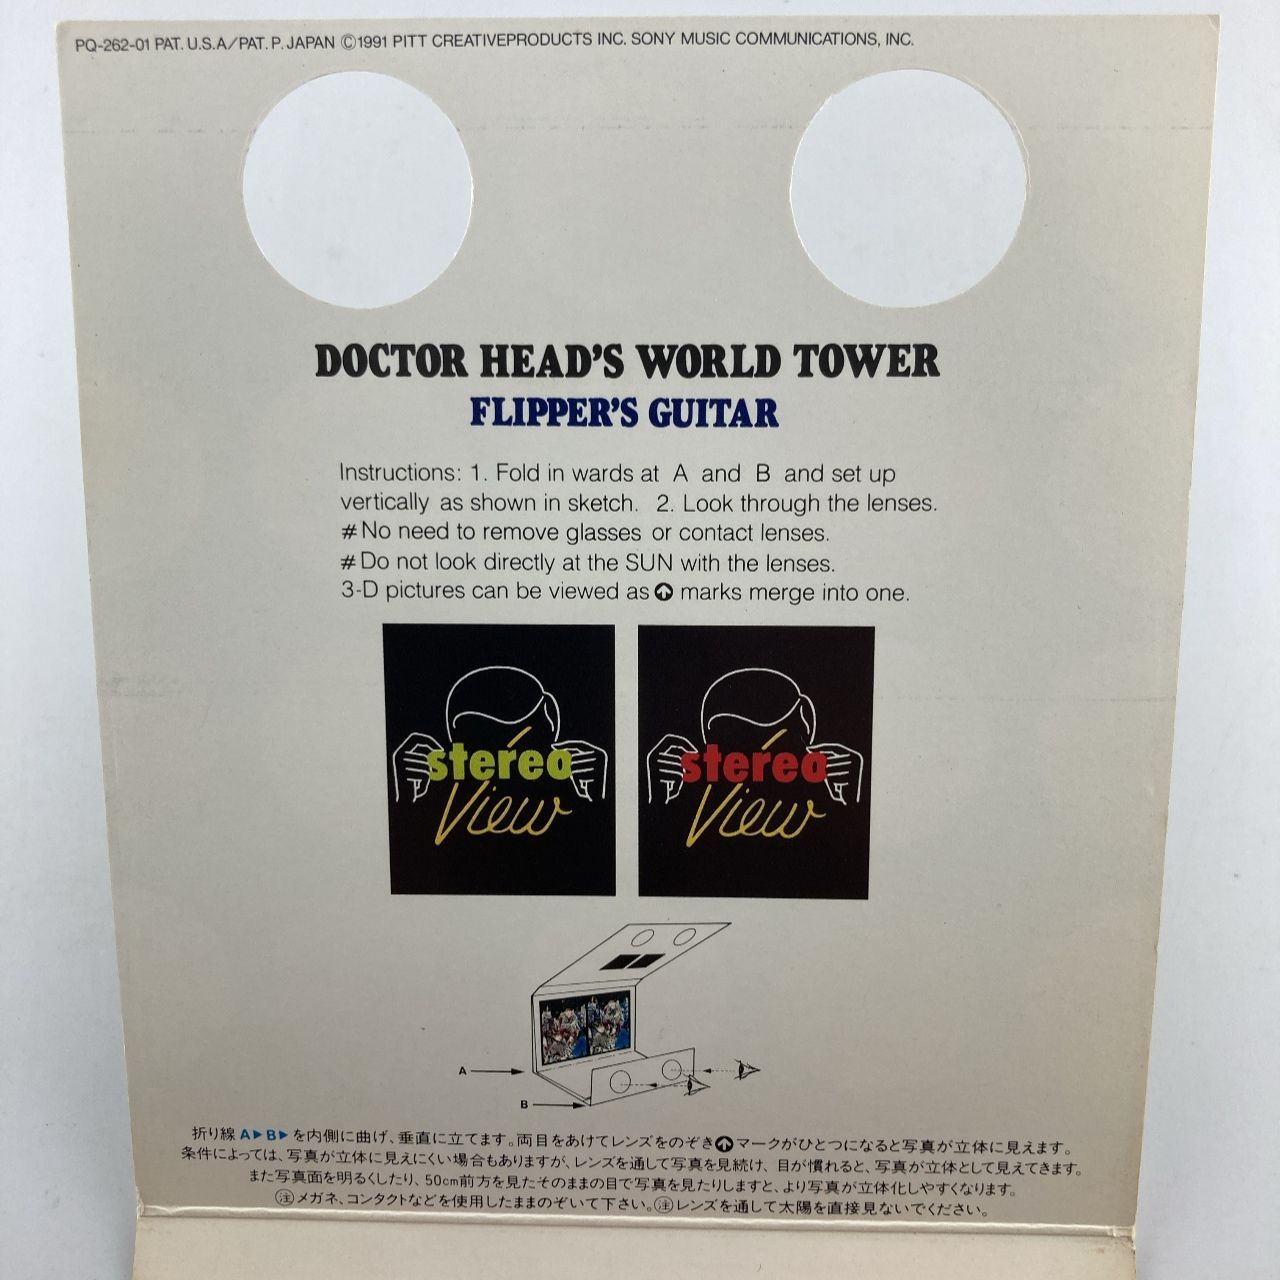 PQ-262-01 PAT. U.S.A/PAT. P. JAPAN ©1991 PITT CREATIVEPRODUCTS INC. SONY MUSIC COMMUNICATIONS, INC.
DOCTOR HEAD'S WORLD TOWER
FLIPPER'S GUITAR
Instructions: 1. Fold in wards at A and B and set up
vertically as shown in sketch. 2. Look through the lenses.
# No need to remove glasses or contact lenses.
# Do not look directly at the SUN with the lenses.
3-D pictures can be viewed as ⬆ marks merge into one.
stereo
View
stereo
View
A
B
折り線A▶B▶を内側に曲げ、垂直に立てます。両目をあけてレンズをのぞき⬆マークがひとつになると写真が立体に見えます。
条件によっては、写真が立体に見えにくい場合もありますが、レンズを通して写真を見続け、目が慣れると、写真が立体として見えてきます。
また写真面を明るくしたり、50cm前方を見たそのままの目で写真を見たりしますと、より写真が立体化しやすくなります。
㊟メガネ、コンタクトなどを使用したままのぞいて下さい。㊟レンズを通して太陽を直接見ないでください。